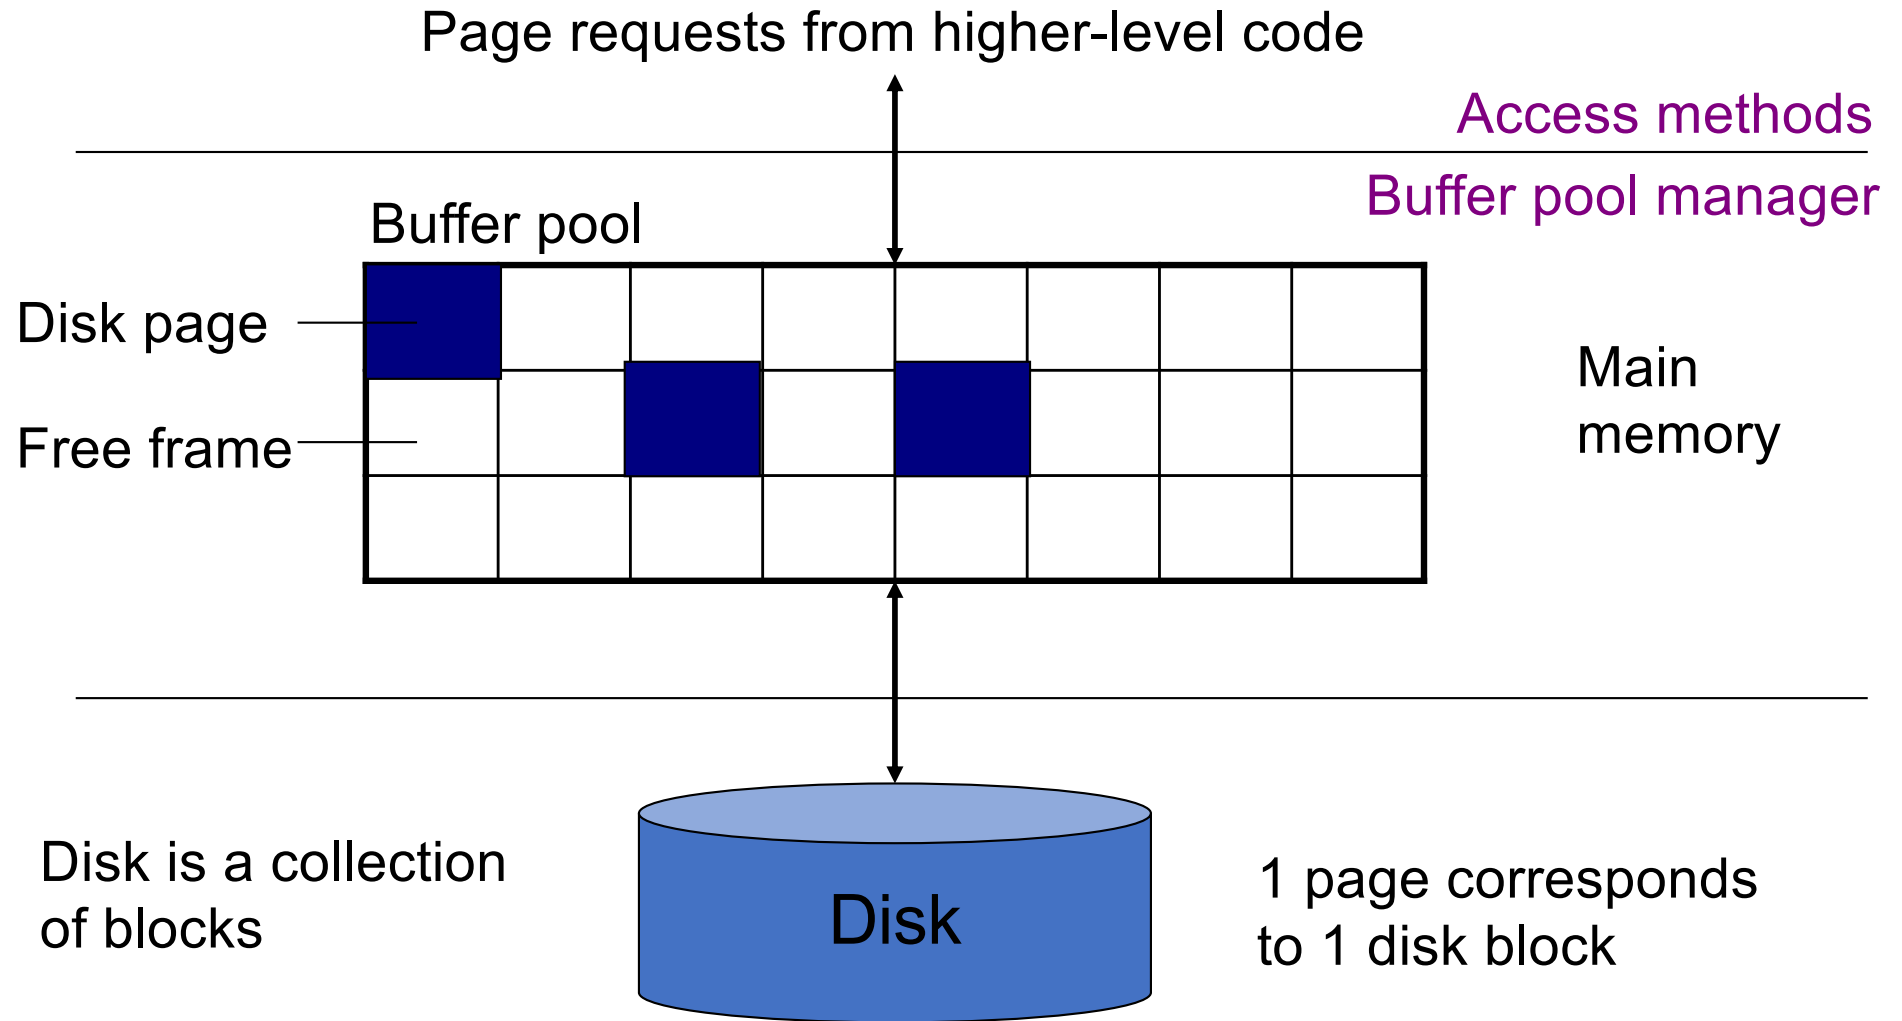 Page requests from higher-level code
Access methods
Buffer pool manager
Buffer pool
Disk page
Free frame
Main
memory
Disk is a collection
of blocks
Disk
1 page corresponds
to 1 disk block